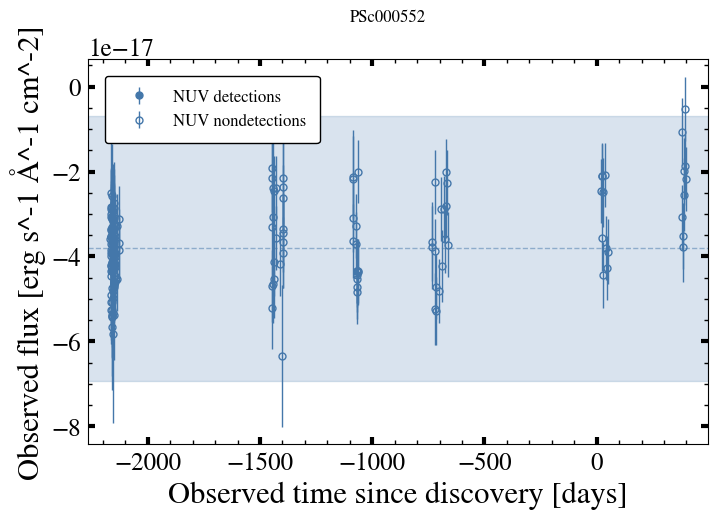 PSc000552
1e−17
NUV detections
NUV nondetections
0
−2
−4
−6
−8
Observed flux [erg s^-1 Å^-1 cm^-2]
−2000 −1500 −1000 −500 0
Observed time since discovery [days]